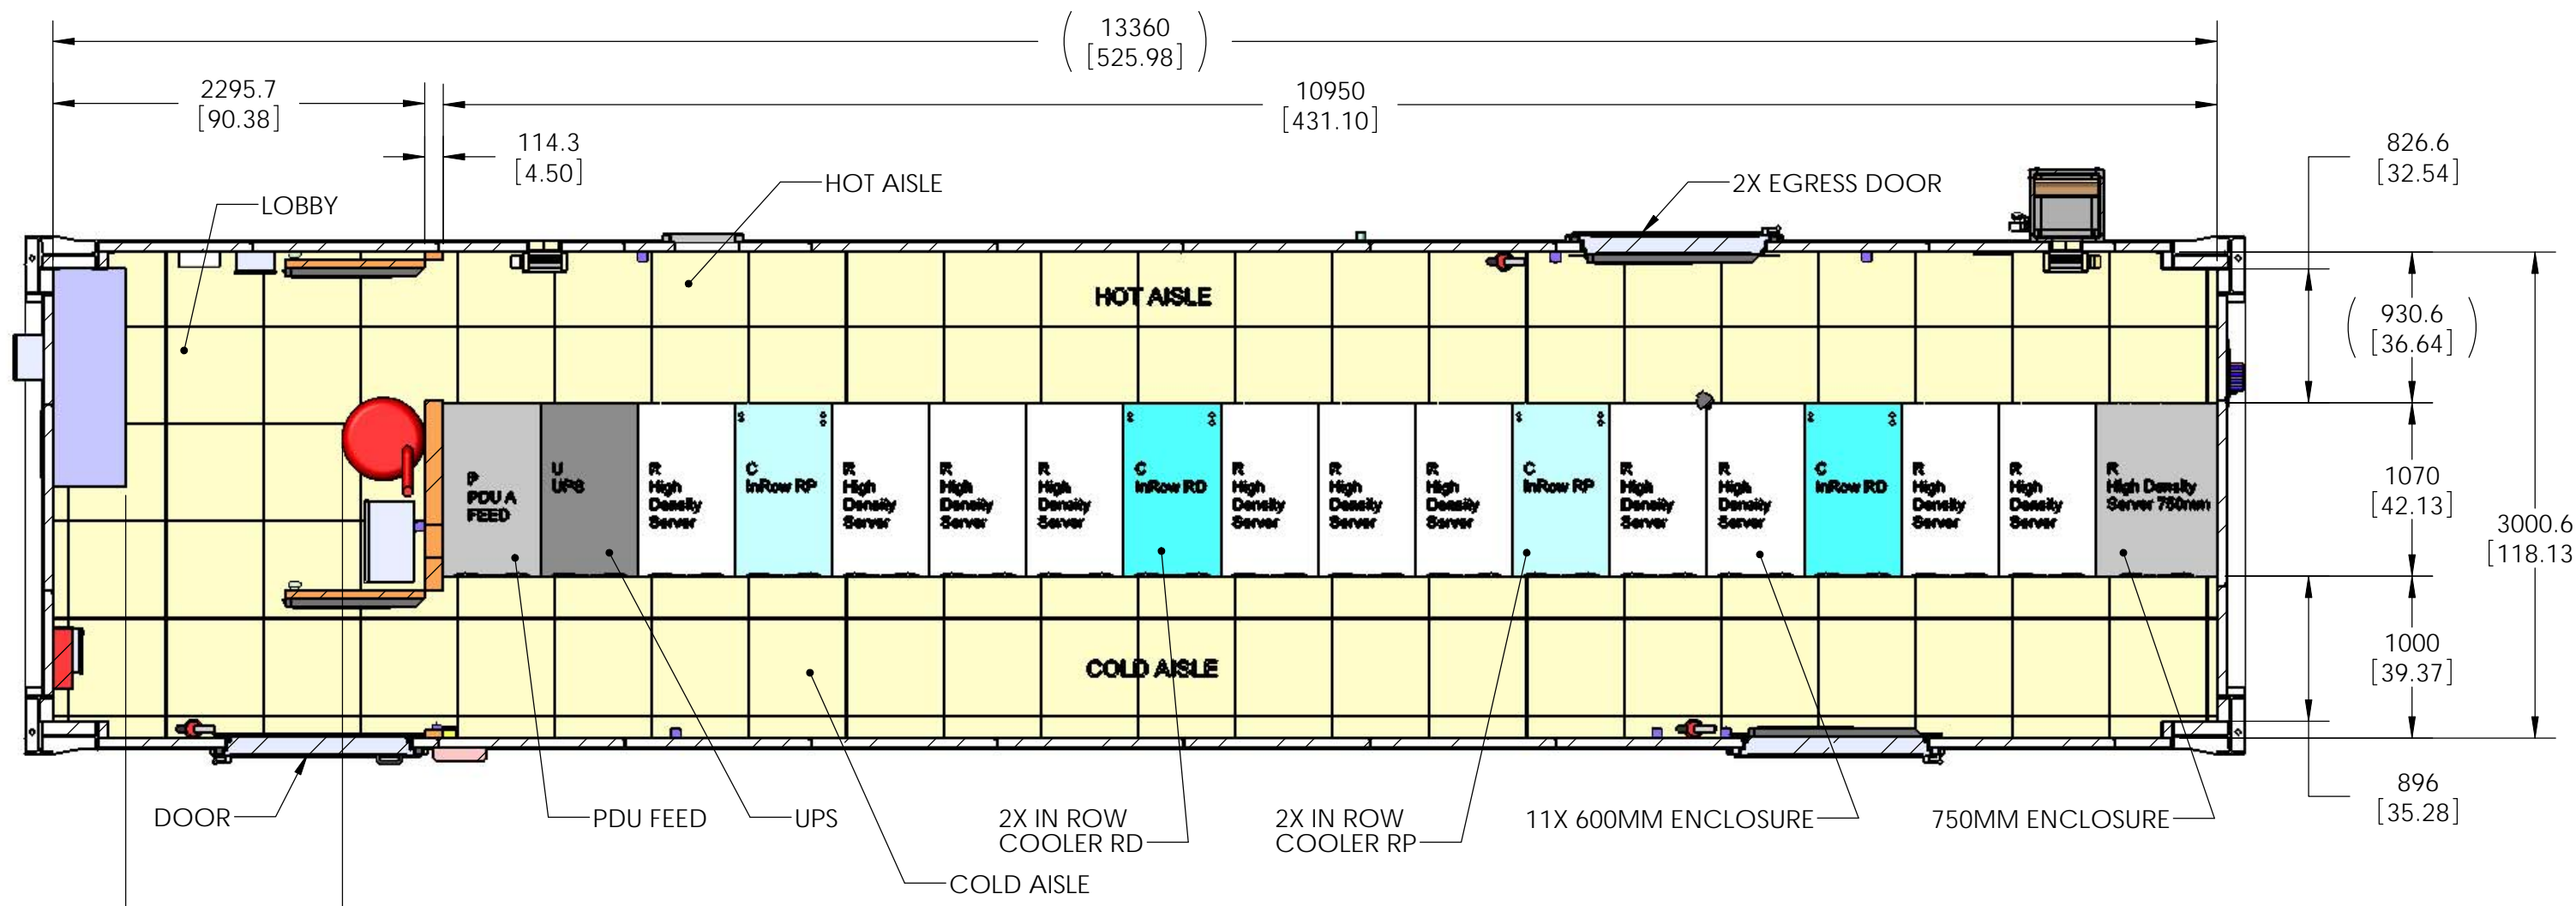 13360
[525.98]
2295.7
[90.38]
10950
[431.10]
114.3
[4.50]
826.6
[32.54]
HOT AISLE
2X EGRESS DOOR
LOBBY
HOT AISLE
( 930.6
[36.64] )
P
PDU A
FEED
U
UPS
R
High
Density
Server
C
InRow RP
R
High
Density
Server
R
High
Density
Server
R
High
Density
Server
C
InRow RD
R
High
Density
Server
R
High
Density
Server
R
High
Density
Server
C
InRow RP
R
High
Density
Server
R
High
Density
Server
C
InRow RD
R
High
Density
Server
R
High
Density
Server
R
High Density
Server 750mm
1070
[42.13]
3000.6
[118.13
1000
[39.37]
COLD AISLE
896
[35.28]
DOOR
PDU FEED
UPS
2X IN ROW
COOLER RD
2X IN ROW
COOLER RP
11X 600MM ENCLOSURE
750MM ENCLOSURE
COLD AISLE